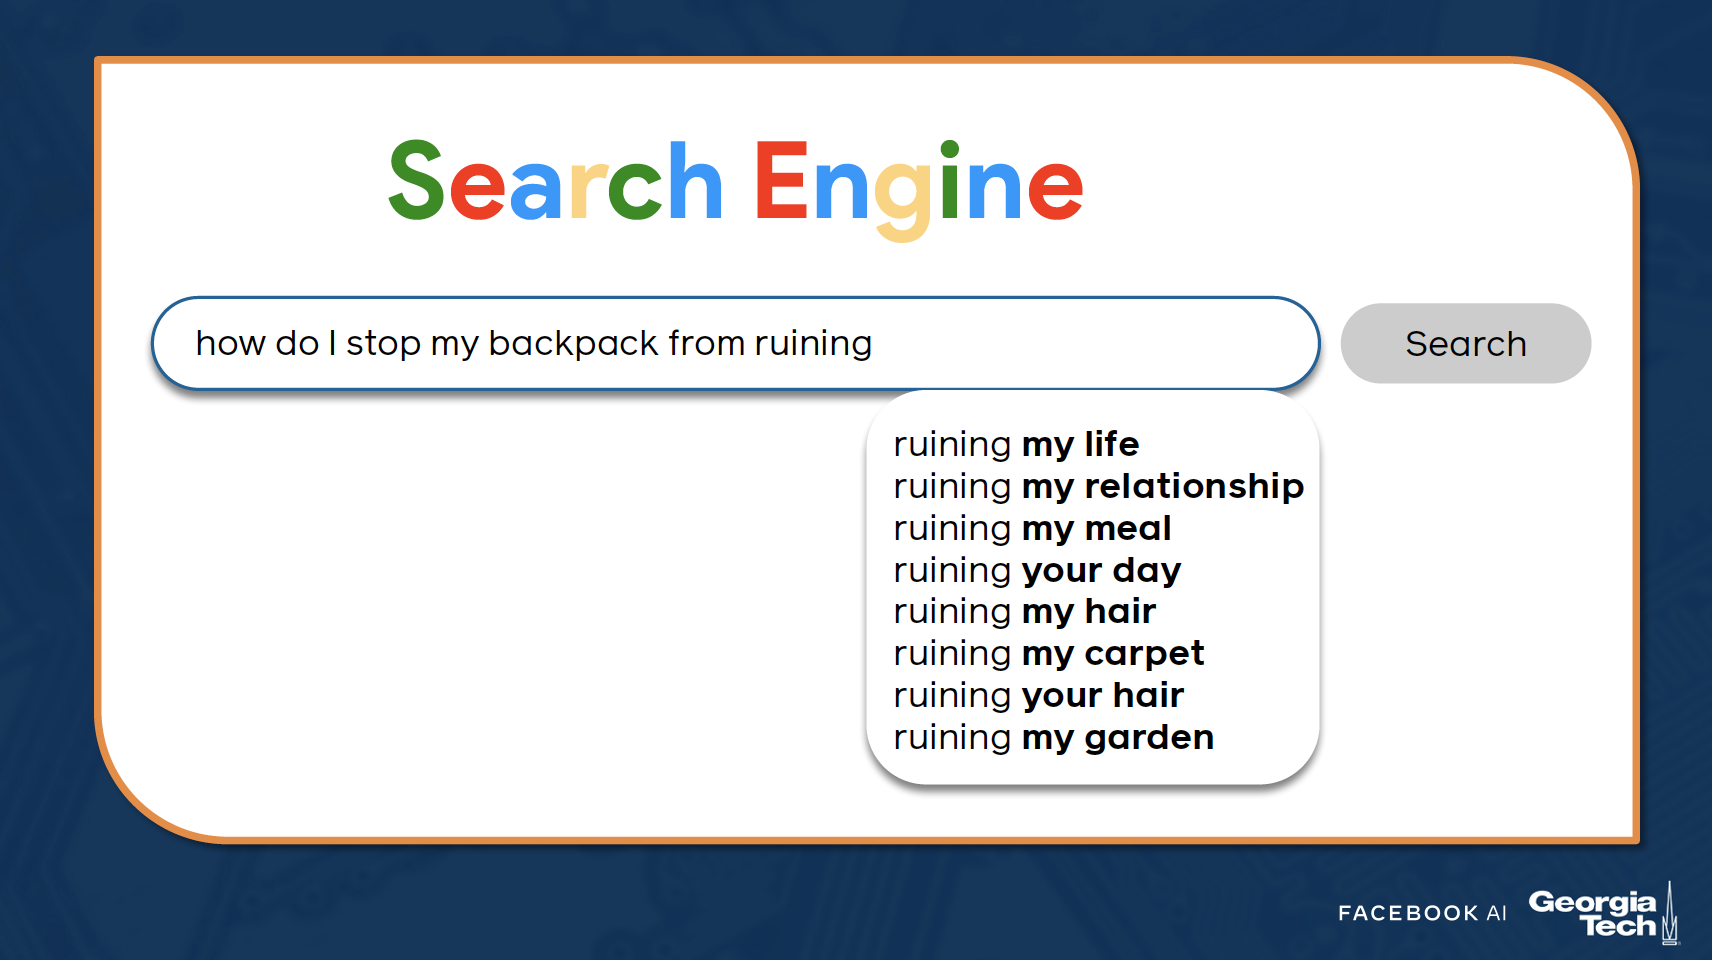 Search Engine
how do I stop my backpack from ruining
Search
ruining my life
ruining my relationship
ruining my meal
ruining your day
ruining my hair
ruining my carpet
ruining your hair
ruining my garden
FACEBOOK AI
Georgia
Tech